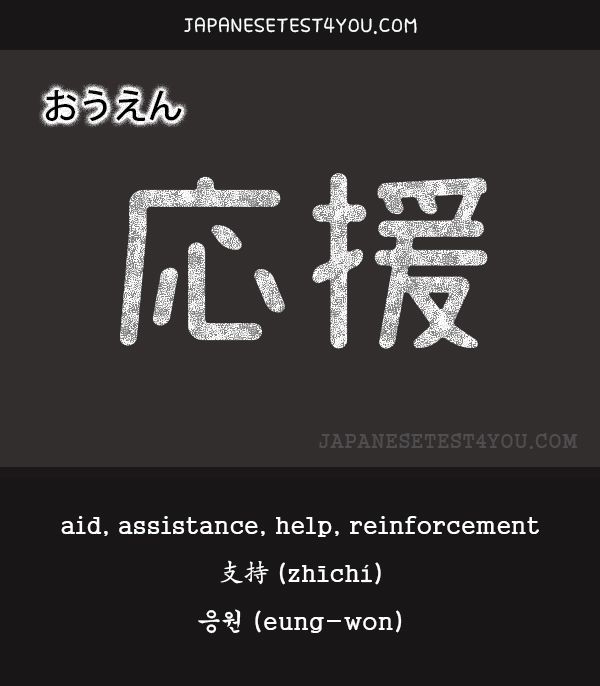 JAPANESETEST4YOU.COM
おうえん
応援
JAPANESETEST4YOU.COM
aid, assistance, help, reinforcement
支持 (zhīchí)
응원 (eung-won)